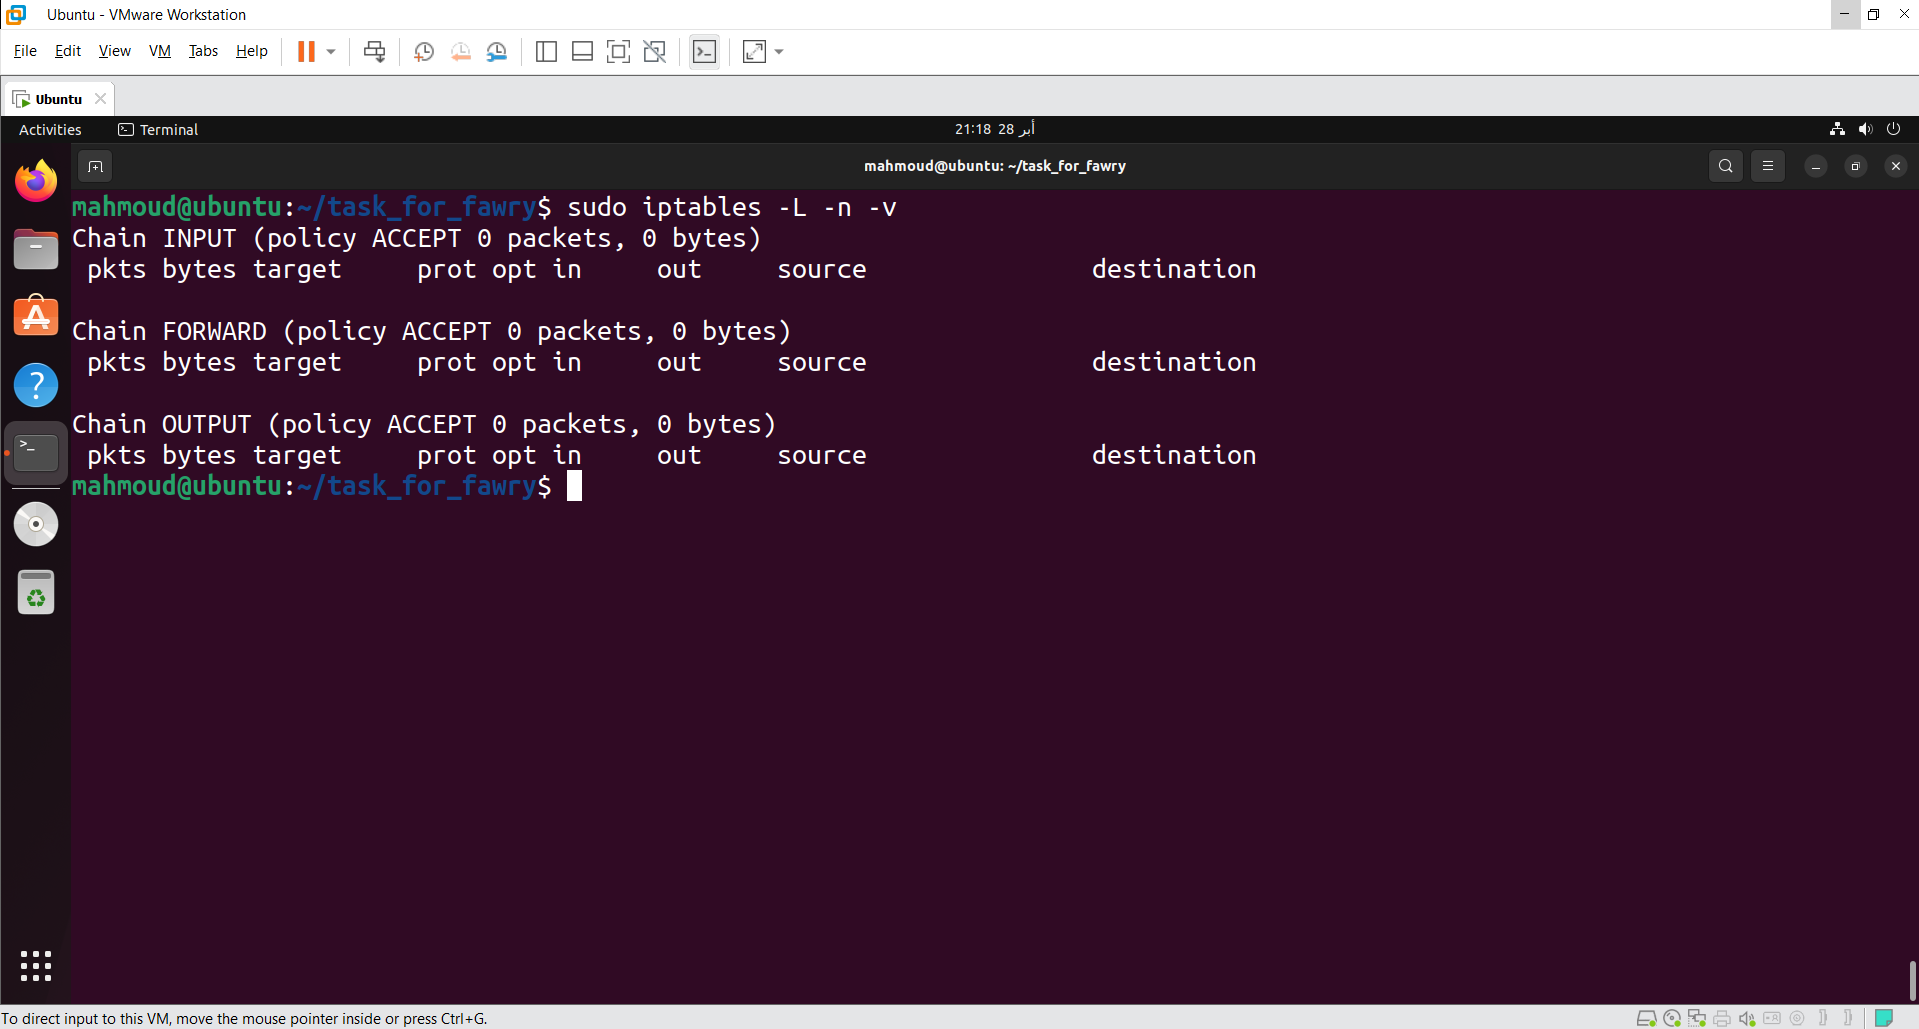 Ubuntu - VMware Workstation
File Edit View VM Tabs Help
Ubuntu
Activities Terminal 21:18 28 أبر
mahmoud@ubuntu: ~/task_for_fawry
mahmoud@ubuntu:~/task_for_fawry$ sudo iptables -L -n -v
Chain INPUT (policy ACCEPT 0 packets, 0 bytes)
 pkts bytes target     prot opt in     out     source               destination
Chain FORWARD (policy ACCEPT 0 packets, 0 bytes)
 pkts bytes target     prot opt in     out     source               destination
Chain OUTPUT (policy ACCEPT 0 packets, 0 bytes)
 pkts bytes target     prot opt in     out     source               destination
mahmoud@ubuntu:~/task_for_fawry$
To direct input to this VM, move the mouse pointer inside or press Ctrl+G.